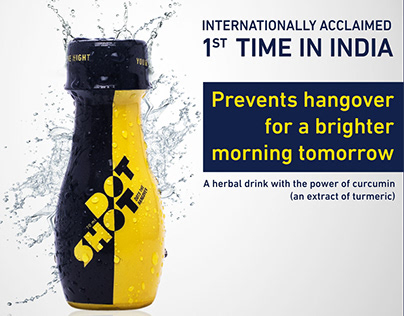 INTERNATIONALLY ACCLAIMED
1ST TIME IN INDIA
Prevents hangover
for a brighter
morning tomorrow
A herbal drink with the power of curcumin
(an extract of turmeric)
DOT
SHOT